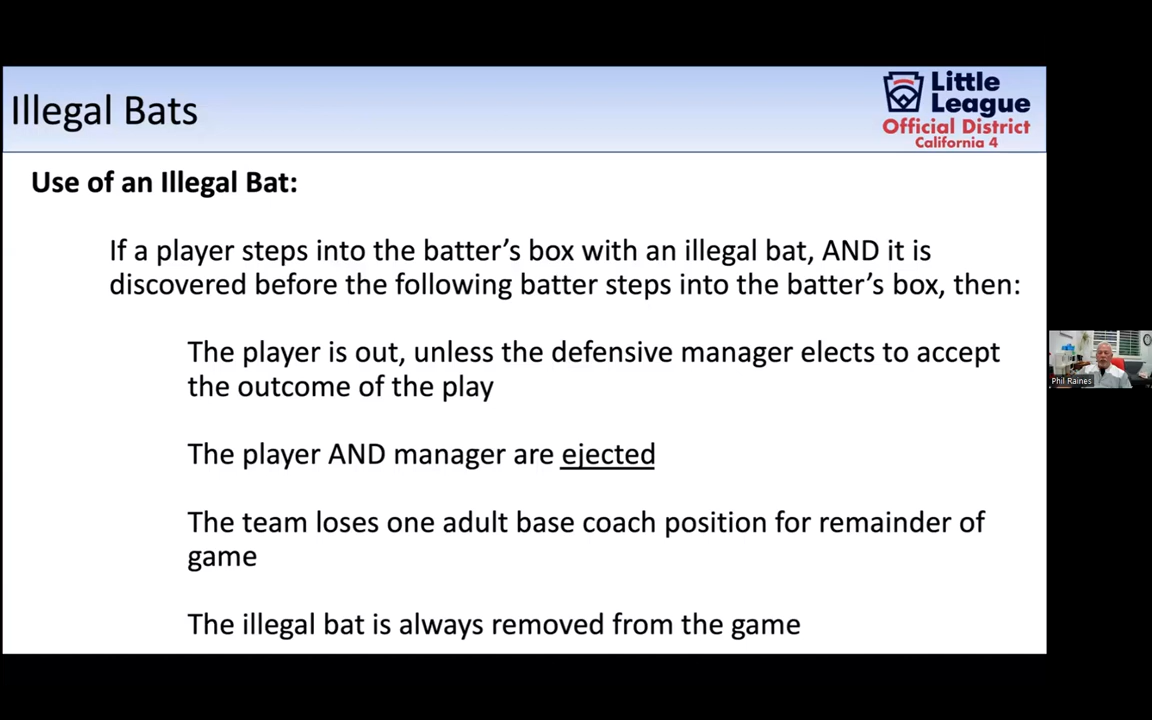 Illegal Bats
Little
League
Official District
California 4
Use of an Illegal Bat:
If a player steps into the batter’s box with an illegal bat, AND it is
discovered before the following batter steps into the batter’s box, then:
The player is out, unless the defensive manager elects to accept
the outcome of the play
The player AND manager are ejected
The team loses one adult base coach position for remainder of
game
The illegal bat is always removed from the game
Phil Raines